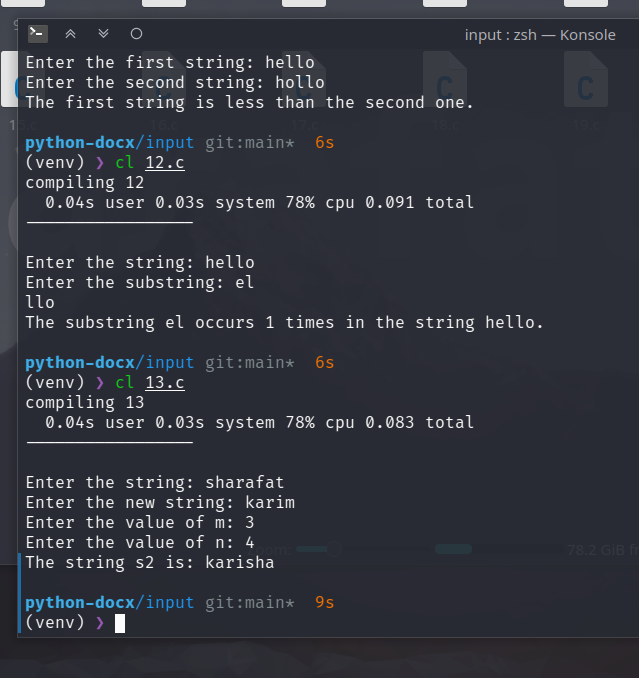 input : zsh — Konsole
Enter the first string: hello
Enter the second string: hollo
The first string is less than the second one.
python-docx/input git:main* 6s
(venv) ❯ cl 12.c
compiling 12
0.04s user 0.03s system 78% cpu 0.091 total
Enter the string: hello
Enter the substring: el
llo
The substring el occurs 1 times in the string hello.
python-docx/input git:main* 6s
(venv) ❯ cl 13.c
compiling 13
0.04s user 0.03s system 78% cpu 0.083 total
Enter the string: sharafat
Enter the new string: karim
Enter the value of m: 3
Enter the value of n: 4
The string s2 is: karisha
python-docx/input git:main* 9s
(venv) ❯
C
C
78.2 GiB